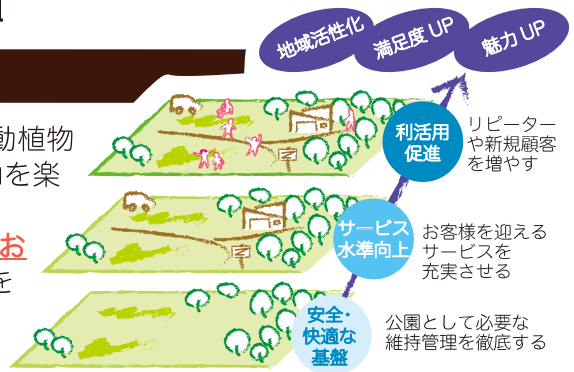 地域活性化
満足度 UP
魅力 UP
動植物
を楽
お
を
利活用
促進
リピーター
や新規顧客
を増やす
サービス
水準向上
お客様を迎える
サービスを
充実させる
安全・
快適な
基盤
公園として必要な
維持管理を徹底する